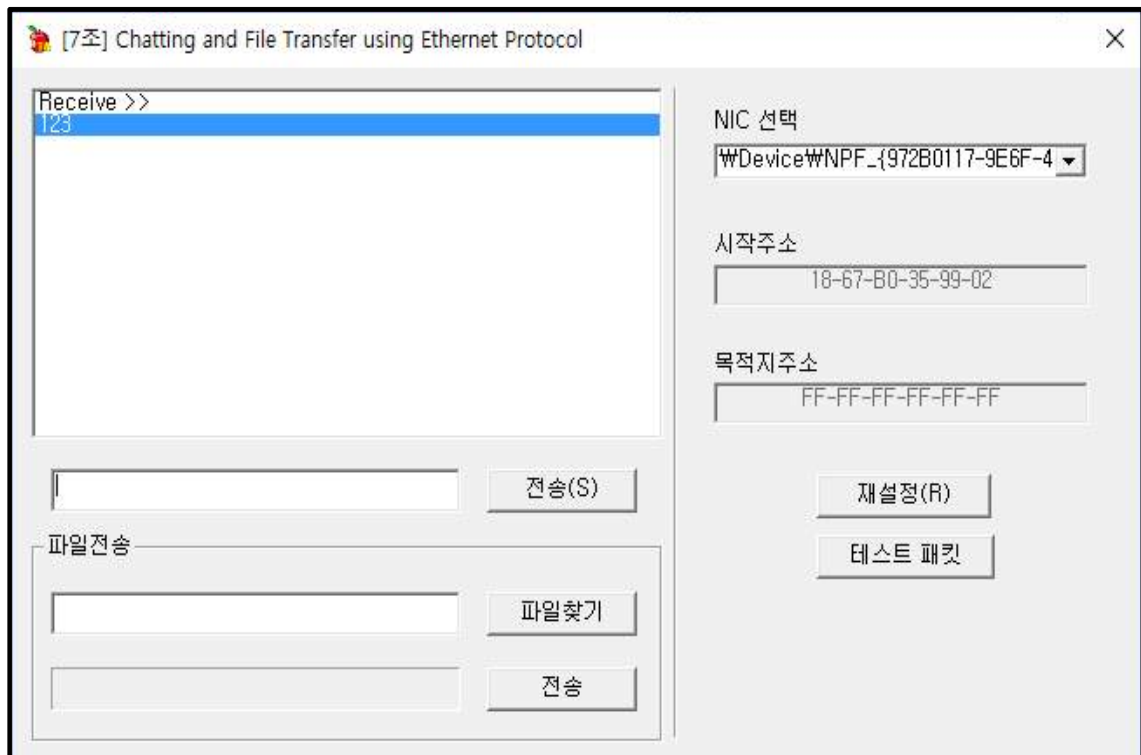 [7조] Chatting and File Transfer using Ethernet Protocol
Receive >>
123
NIC 선택
₩Device₩NPF_{972B0117-9E6F-4
시작주소
18-67-B0-35-99-02
목적지주소
FF-FF-FF-FF-FF-FF
전송(S)
재설정(R)
테스트 패킷
파일전송
파일찾기
전송